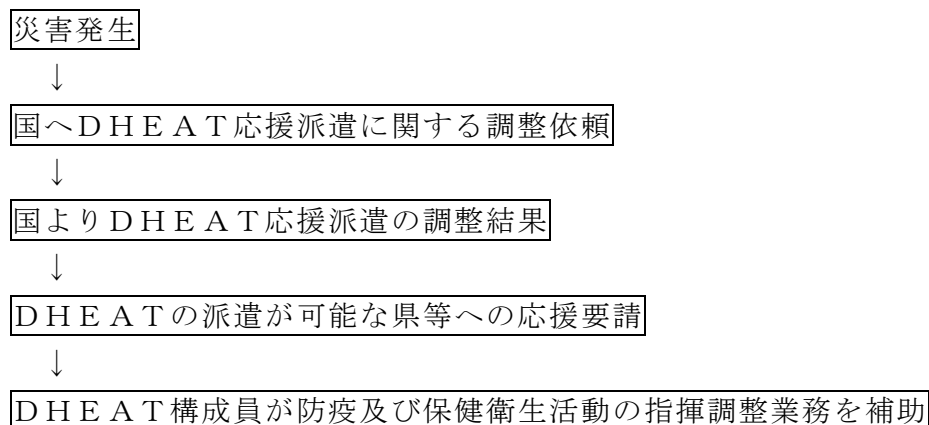 災害発生
↓
国へＤＨＥＡＴ応援派遣に関する調整依頼
↓
国よりＤＨＥＡＴ応援派遣の調整結果
↓
ＤＨＥＡＴの派遣が可能な県等への応援要請
↓
ＤＨＥＡＴ構成員が防疫及び保健衛生活動の指揮調整業務を補助